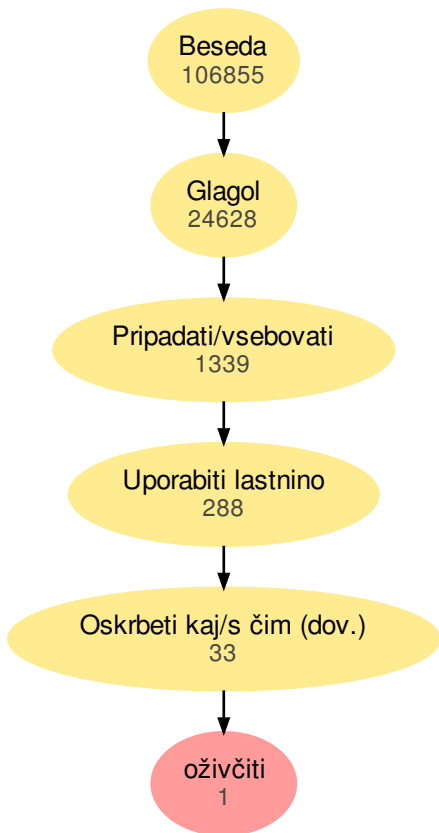 Beseda
106855
Glagol
24628
Pripadati/vsebovati
1339
Uporabiti lastnino
288
Oskrbeti kaj/s čim (dov.)
33
oživčiti
1